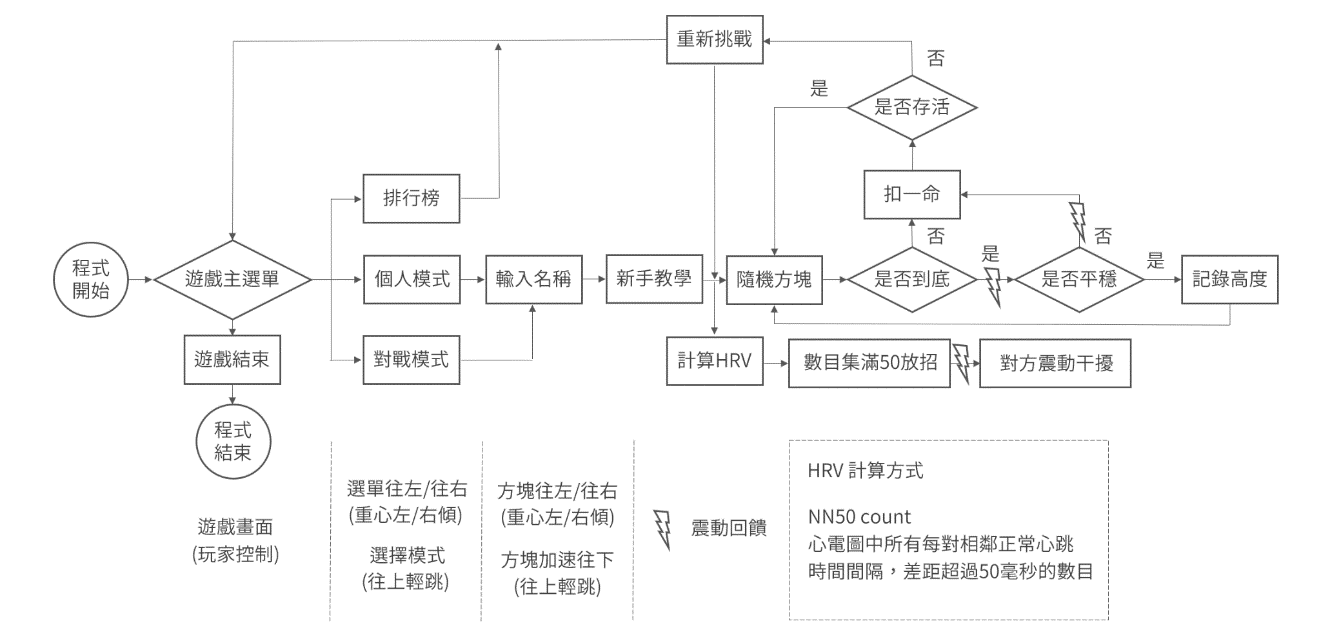 重新挑戰
否
是
是否存活
排行榜
扣一命
程式
開始
遊戲主選單
個人模式
輸入名稱
新手教學
隨機方塊
否
是否到底
是
否
是否平穩
是
記錄高度
遊戲結束
對戰模式
計算HRV
數目集滿50放招
對方震動干擾
程式
結束
遊戲畫面
(玩家控制)
選單往左/往右
(重心左/右傾)
選擇模式
(往上輕跳)
方塊往左/往右
(重心左/右傾)
方塊加速往下
(往上輕跳)
震動回饋
HRV 計算方式
NN50 count
心電圖中所有每對相鄰正常心跳
時間間隔，差距超過50毫秒的數目